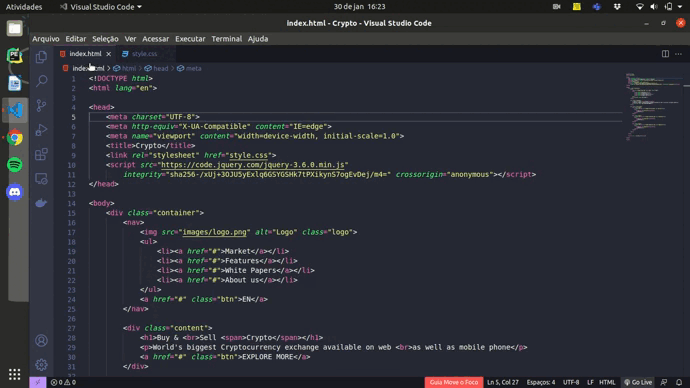 Atividades Visual Studio Code 30 de jan 16:23
index.html - Crypto - Visual Studio Code
Arquivo Editar Seleção Ver Acessar Executar Terminal Ajuda
index.html style.css
index.html > html > head > meta
1 <!DOCTYPE html>
2 <html lang="en">
3
4 <head>
5 <meta charset="UTF-8">
6 <meta http-equiv="X-UA-Compatible" content="IE=edge">
7 <meta name="viewport" content="width=device-width, initial-scale=1.0">
8 <title>Crypto</title>
9 <link rel="stylesheet" href="style.css">
10 <script src="https://code.jquery.com/jquery-3.6.0.min.js"
11 integrity="sha256-/xUj+3OJU5yExlq6GSYGSHk7tPXikynS7ogEvDej/m4=" crossorigin="anonymous"></script>
12 </head>
13
14 <body>
15 <div class="container">
16 <nav>
17 <img src="images/logo.png" alt="Logo" class="logo">
18 <ul>
19 <li><a href="#">Market</a></li>
20 <li><a href="#">Features</a></li>
21 <li><a href="#">White Papers</a></li>
22 <li><a href="#">About us</a></li>
23 </ul>
24 <a href="#" class="btn">EN</a>
25 </nav>
26
27 <div class="content">
28 <h1>Buy & <br>Sell <span>Crypto</span></h1>
29 <p>World's biggest Cryptocurrency exchange available on web <br>as well as mobile phone</p>
30 <a href="#" class="btn">EXPLORE MORE</a>
31 </div>
0 0 Guia Move o Foco Ln 5, Col 27 Espaços: 4 UTF-8 LF HTML Go Live